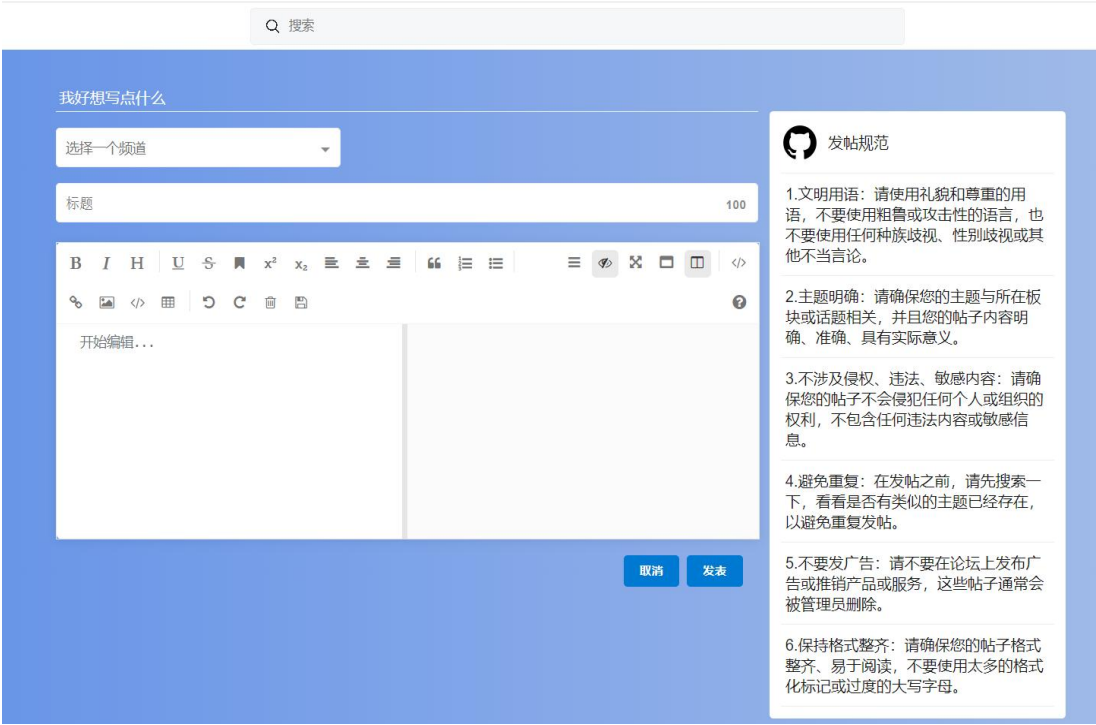 搜索
我好想写点什么
选择一个频道
标题
100
B I H U S x² x₂
开始编辑...
取消
发表
发帖规范
1.文明用语：请使用礼貌和尊重的用
语，不要使用粗鲁或攻击性的语言，也
不要使用任何种族歧视、性别歧视或其
他不当言论。
2.主题明确：请确保您的主题与所在板
块或话题相关，并且您的帖子内容明
确、准确、具有实际意义。
3.不涉及侵权、违法、敏感内容：请确
保您的帖子不会侵犯任何个人或组织的
权利，不包含任何违法内容或敏感信
息。
4.避免重复：在发帖之前，请先搜索一
下，看看是否有类似的主题已经存在，
以避免重复发帖。
5.不要发广告：请不要在论坛上发布广
告或推销产品或服务，这些帖子通常会
被管理员删除。
6.保持格式整齐：请确保您的帖子格式
整齐、易于阅读，不要使用太多的格式
化标记或过度的大写字母。